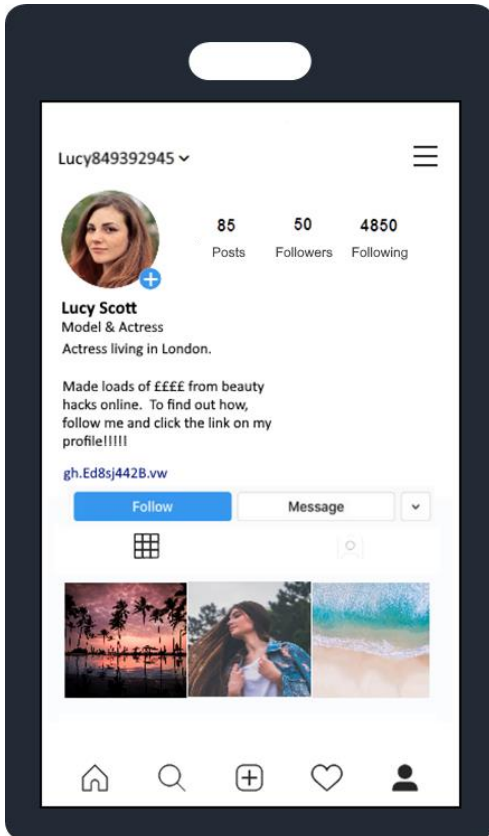 Lucy849392945
85 50 4850
Posts Followers Following
Lucy Scott
Model & Actress
Actress living in London.
Made loads of ££££ from beauty
hacks online.  To find out how,
follow me and click the link on my
profile!!!!!
gh.Ed8sj442B.vw
Follow Message